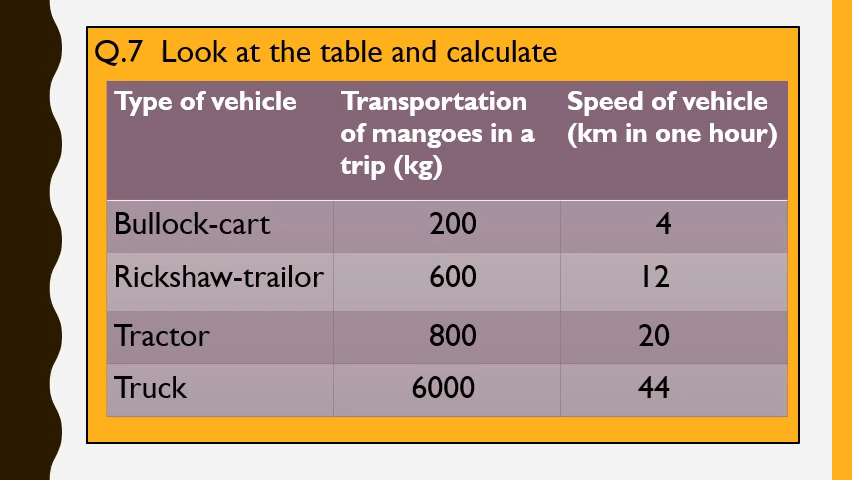 Q.7 Look at the table and calculate
Type of vehicle Transportation of mangoes in a trip (kg) Speed of vehicle (km in one hour)
Bullock-cart 200 4
Rickshaw-trailor 600 12
Tractor 800 20
Truck 6000 44